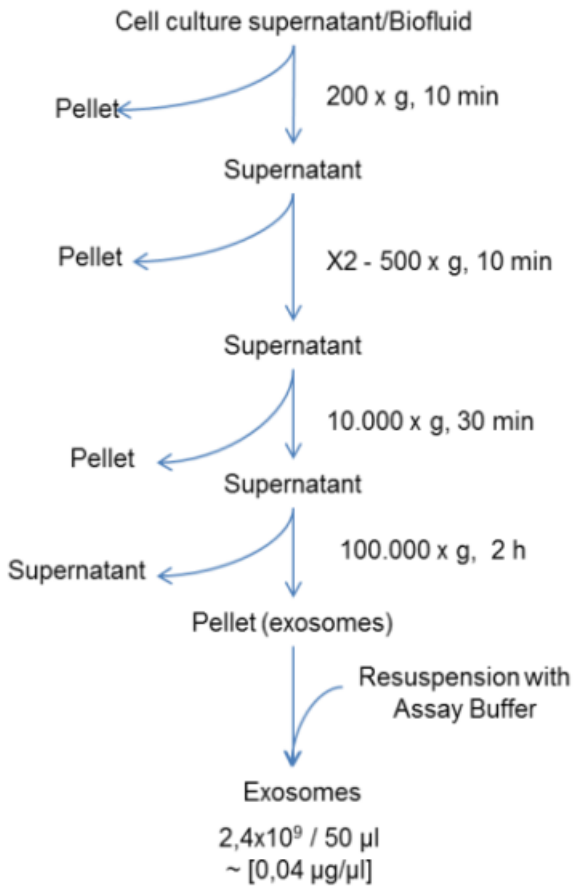 Cell culture supernatant/Biofluid
200 x g, 10 min
Pellet
Supernatant
Pellet
X2 - 500 x g, 10 min
Supernatant
10.000 x g, 30 min
Pellet
Supernatant
100.000 x g, 2 h
Supernatant
Pellet (exosomes)
Resuspension with
Assay Buffer
Exosomes
2,4x10⁹ / 50 µl
~ [0,04 µg/µl]